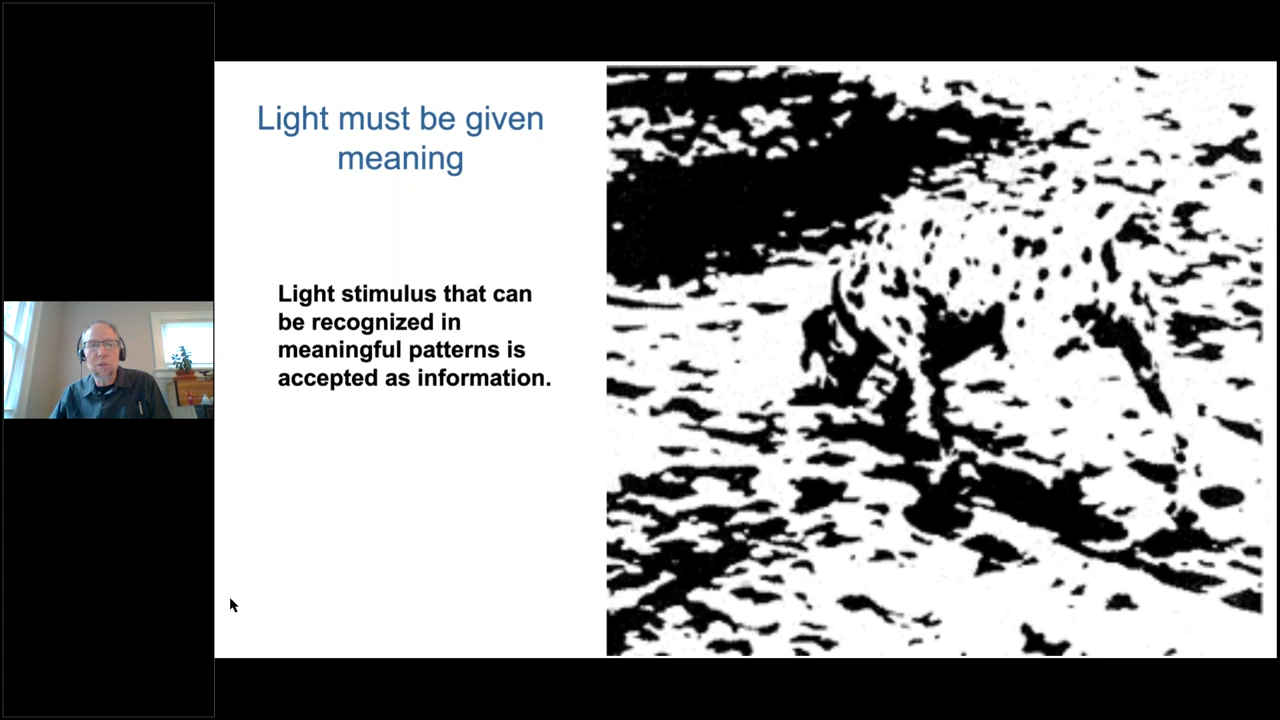 Light must be given
meaning
Light stimulus that can
be recognized in
meaningful patterns is
accepted as information.